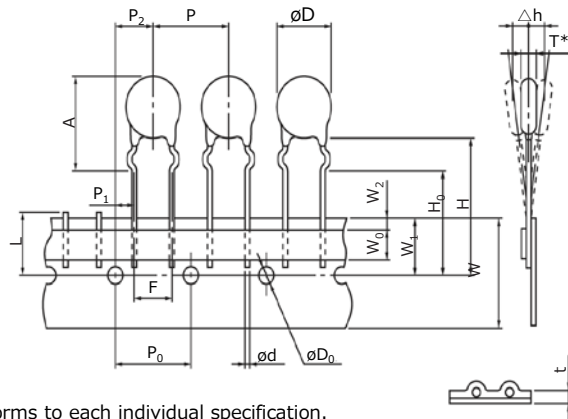 P2
P
øD
△h
T*
A
P1
W2
H0
H
L
W0
W1
W
F
P0
ød
øD0
t
orms to each individual specification.